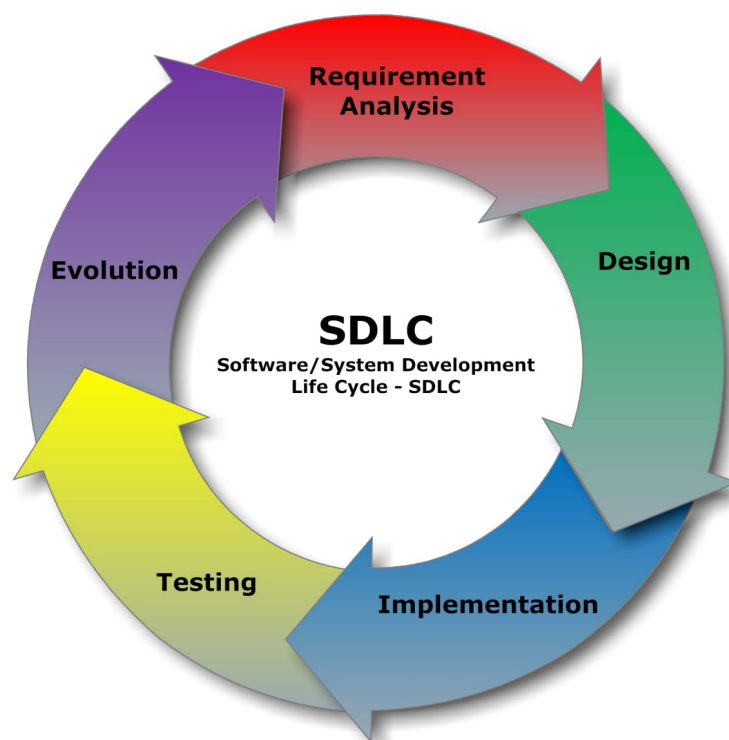 Requirement
Analysis
Design
Implementation
Testing
Evolution
SDLC
Software/System Development
Life Cycle - SDLC